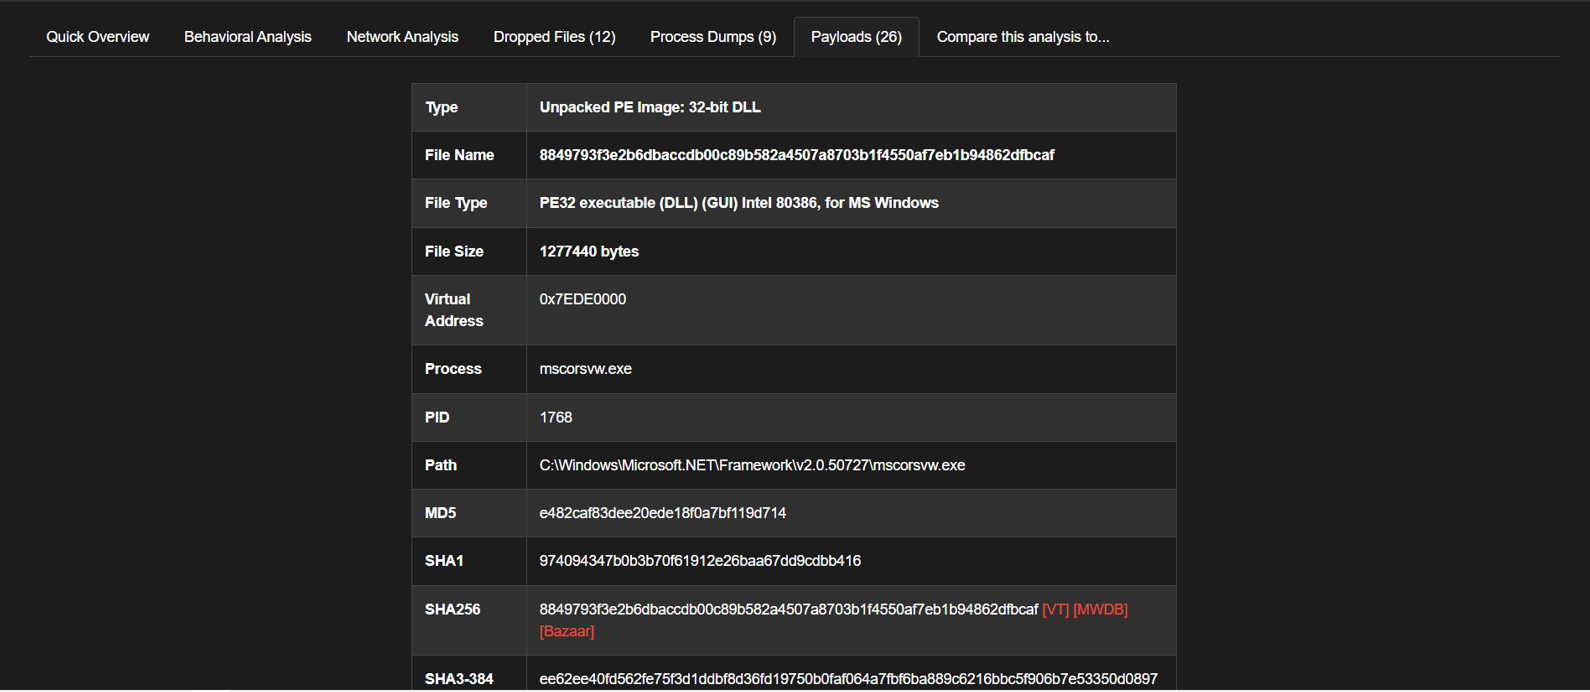 Quick Overview Behavioral Analysis Network Analysis Dropped Files (12) Process Dumps (9) Payloads (26) Compare this analysis to...
Type Unpacked PE Image: 32-bit DLL
File Name 8849793f3e2b6dbaccdb00c89b582a4507a8703b1f4550af7eb1b94862dfbcaf
File Type PE32 executable (DLL) (GUI) Intel 80386, for MS Windows
File Size 1277440 bytes
Virtual 0x7EDE0000
Address
Process mscorsvw.exe
PID 1768
Path C:\Windows\Microsoft.NET\Framework\v2.0.50727\mscorsvw.exe
MD5 e482caf83dee20ede18f0a7bf119d714
SHA1 974094347b0b3b70f61912e26baa67dd9cdbb416
SHA256 8849793f3e2b6dbaccdb00c89b582a4507a8703b1f4550af7eb1b94862dfbcaf [VT] [MWDB]
[Bazaar]
SHA3-384 ee62ee40fd562fe75f3d1ddbf8d36fd19750b0faf064a7fbf6ba889c6216bbc5f906b7e53350d0897